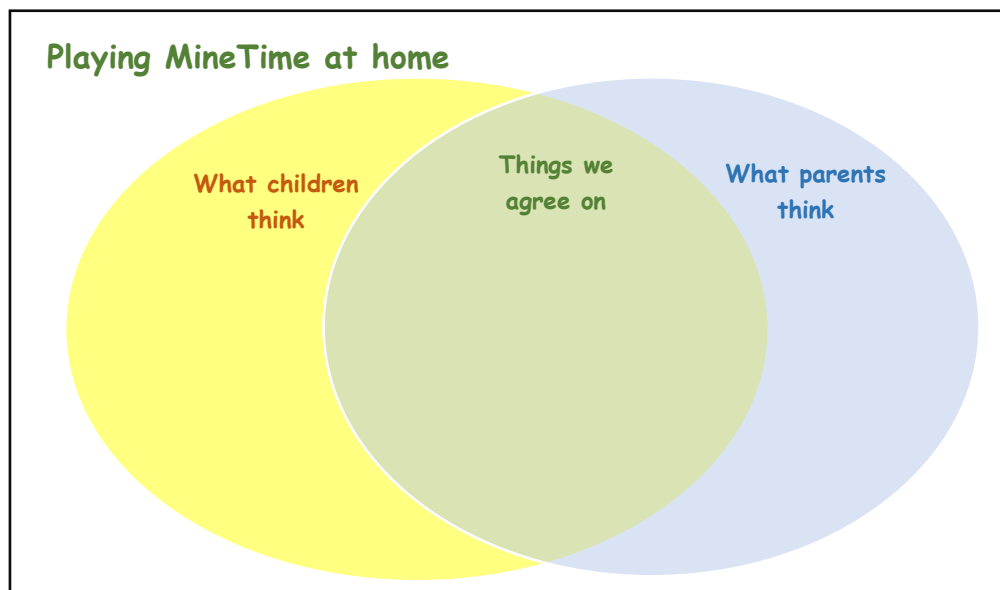 Playing MineTime at home
What children
think
Things we
agree on
What parents
think